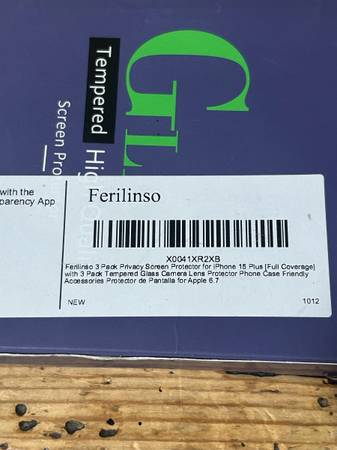 GL
Tempered
Hig
Screen Pro
with the
parency App
Ferilinso
X0041XR2XB
Ferilinso 3 Pack Privacy Screen Protector for iPhone 15 Plus [Full Coverage]
with 3 Pack Tempered Glass Camera Lens Protector Phone Case Friendly
Accessories Protector de Pantalla for Apple 6.7
NEW
1012